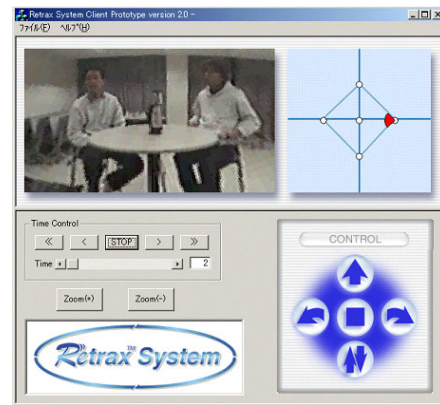 Retrax System Client Prototype version 2.0 -
ファイル(F) ヘルプ(H)
Time Control
<< < STOP > >>
Time 2
Zoom(+) Zoom(-)
Retrax™ System
CONTROL